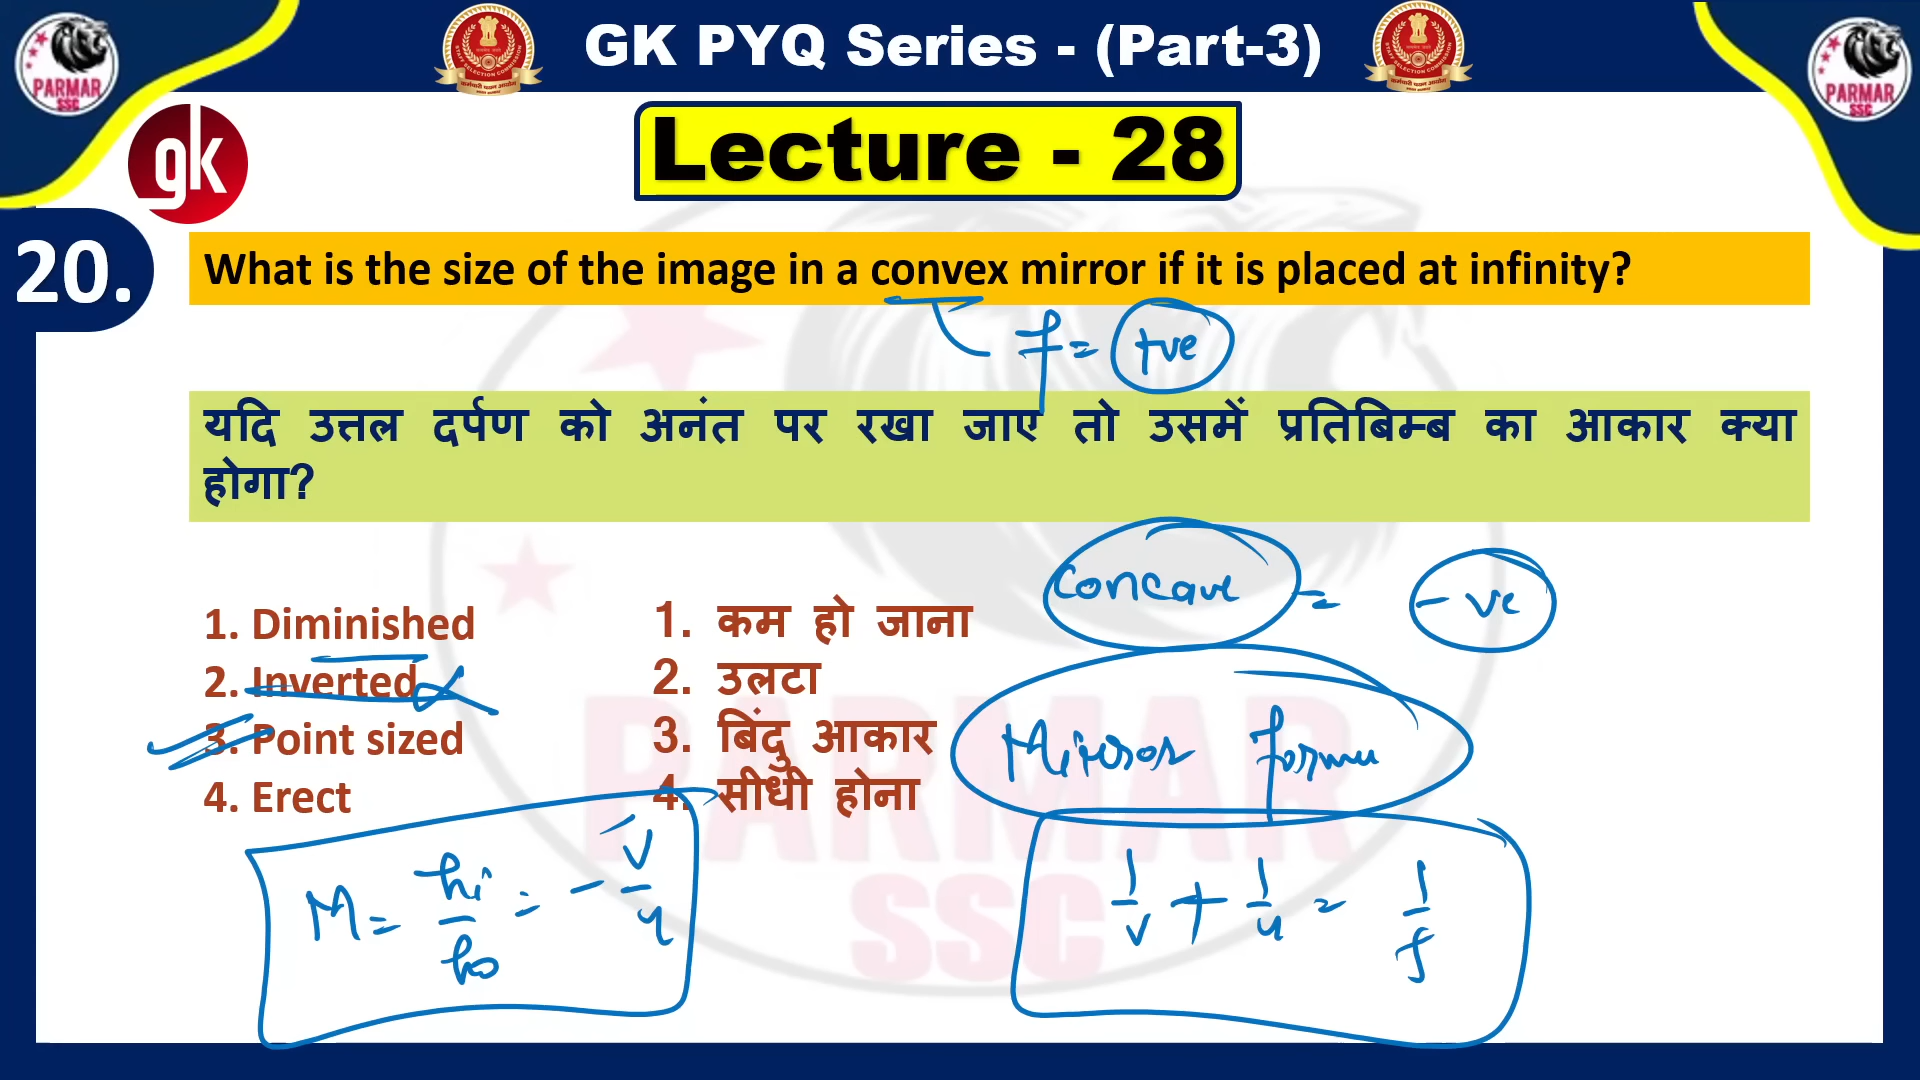 PARMAR
SSC
GK PYQ Series - (Part-3)
PARMAR
SSC
gk
Lecture - 28
20.
What is the size of the image in a convex mirror if it is placed at infinity?
f = +ve
यदि उत्तल दर्पण को अनंत पर रखा जाए तो उसमें प्रतिबिम्ब का आकार क्या
होगा?
concave = - ve
1. Diminished
2. Inverted
3. Point sized
4. Erect
1. कम हो जाना
2. उलटा
3. बिंदु आकार
4. सीधी होना
Mirror formu
M = hi/ho = - v/u
1/v + 1/u = 1/f
PARMAR
SSC